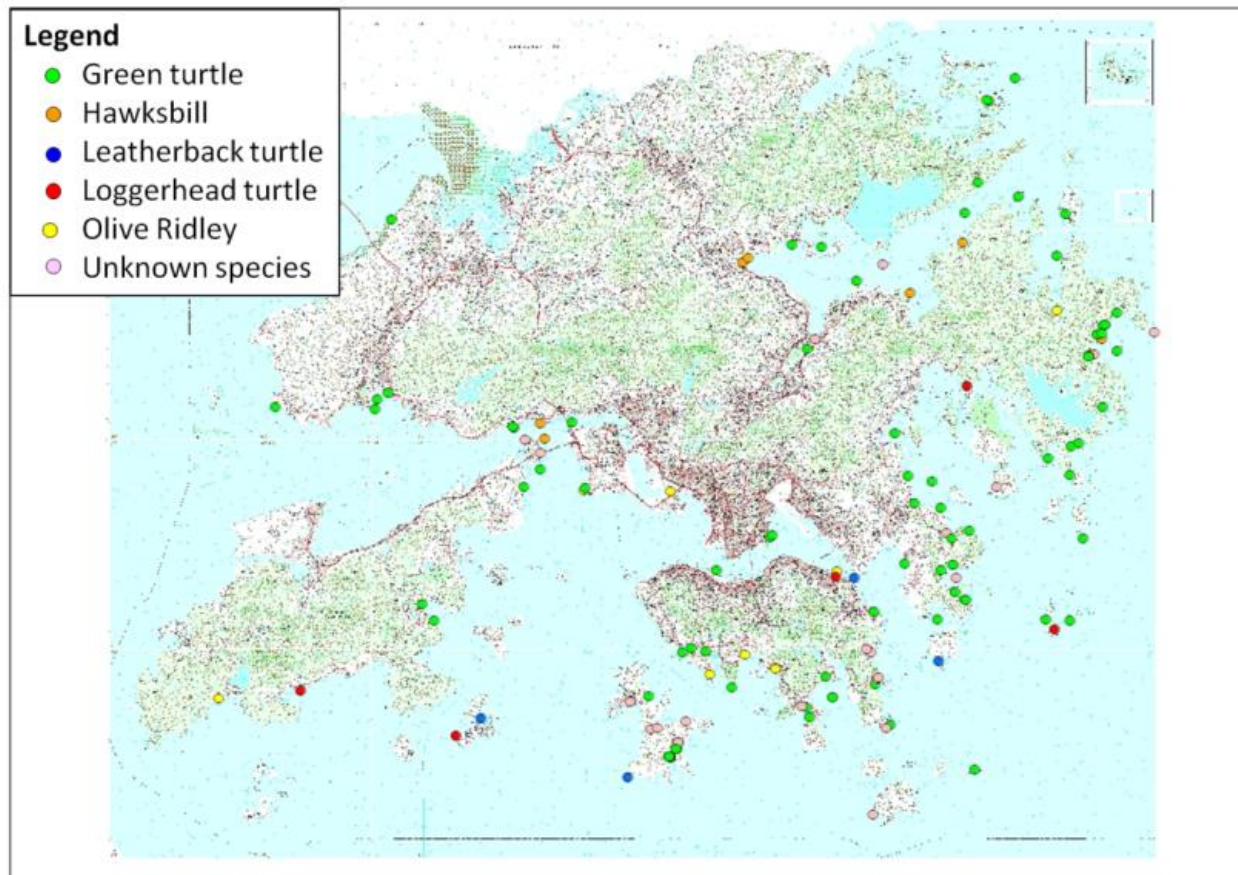 Legend
Green turtle
Hawksbill
Leatherback turtle
Loggerhead turtle
Olive Ridley
Unknown species